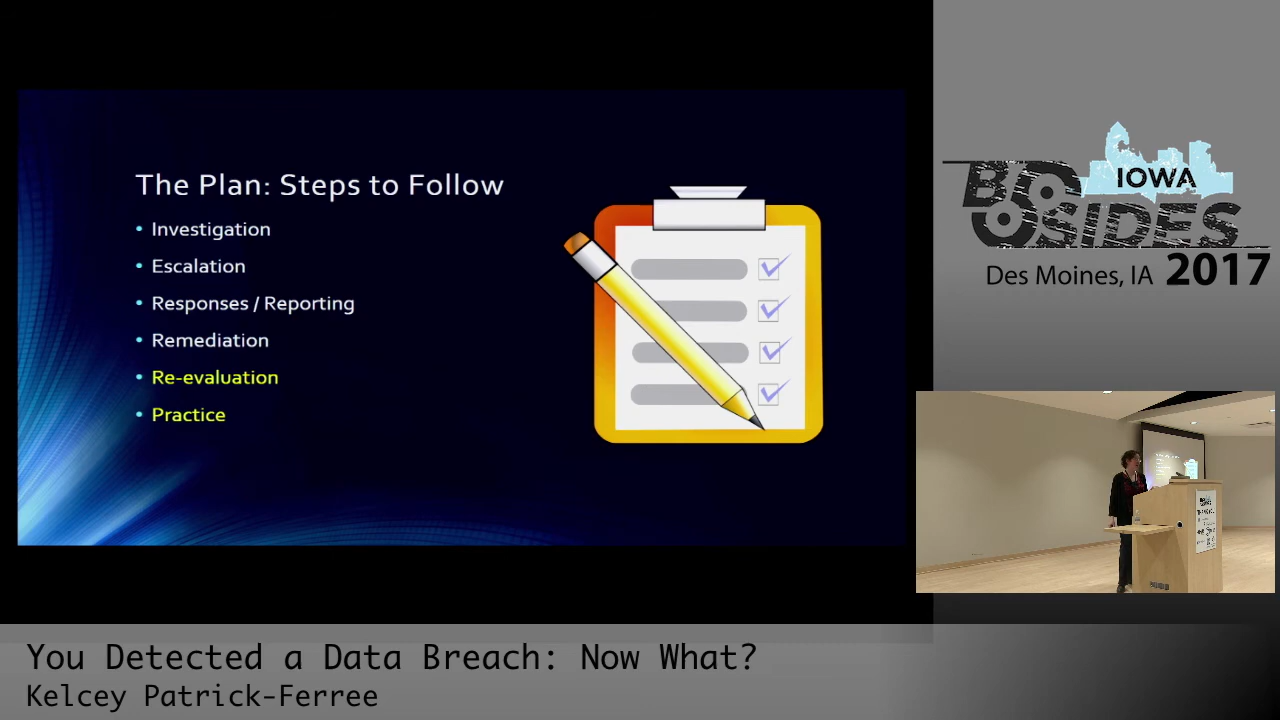 The Plan: Steps to Follow
• Investigation
• Escalation
• Responses / Reporting
• Remediation
• Re-evaluation
• Practice
IOWA
BSIDES
Des Moines, IA 2017
You Detected a Data Breach: Now What?
Kelcey Patrick-Ferree